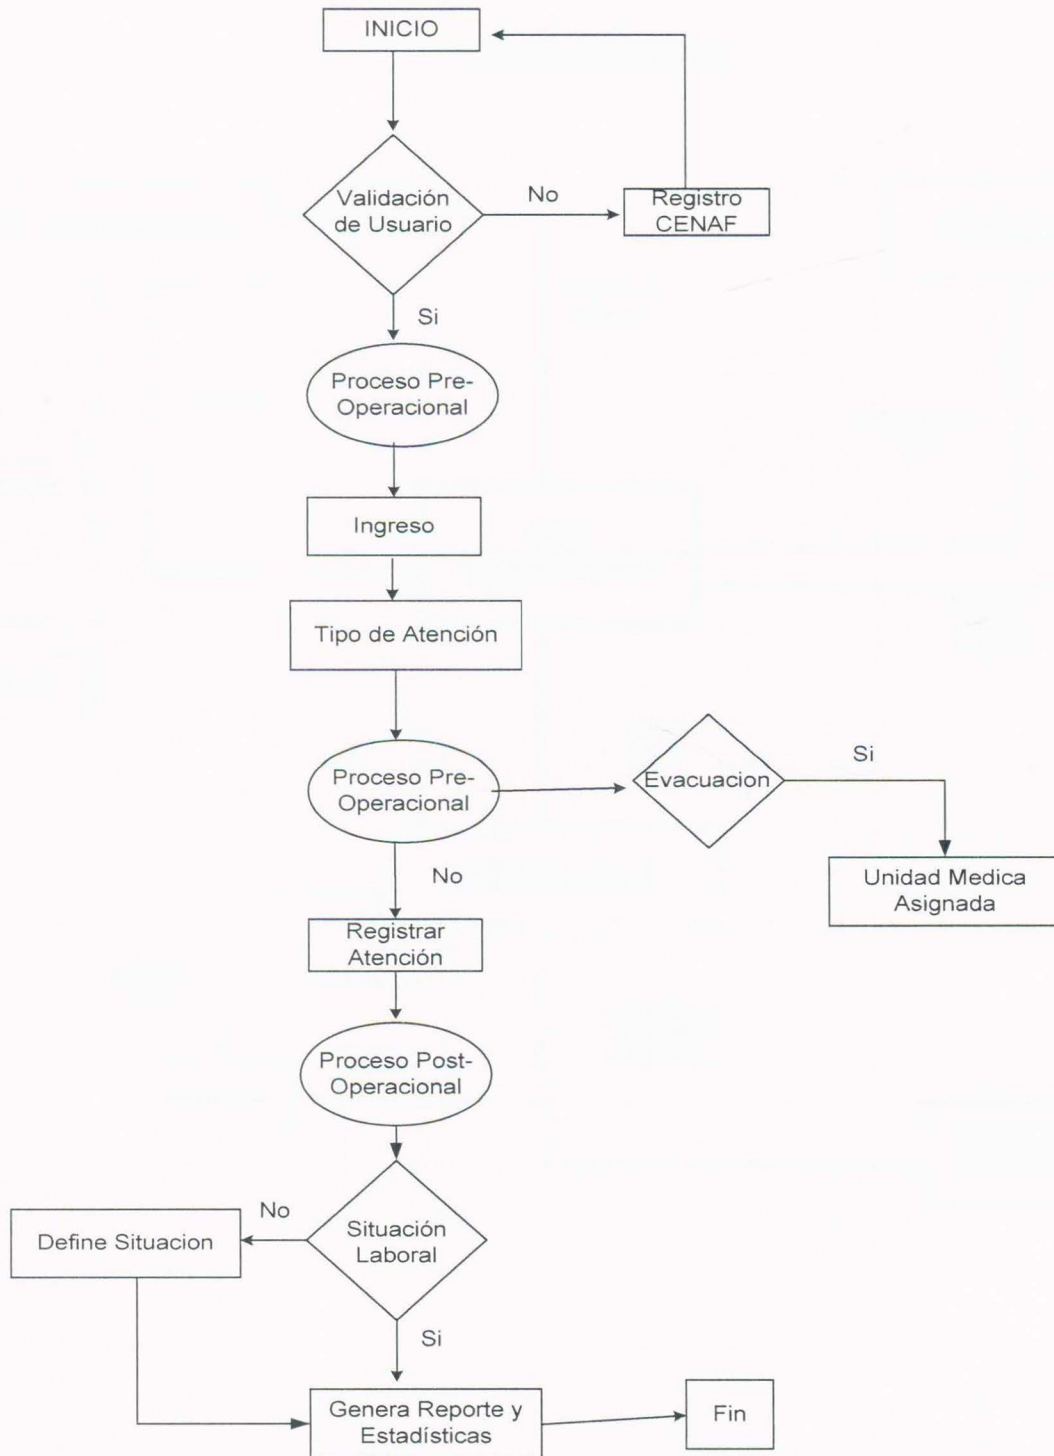 INICIO
Validación
de Usuario
No
Registro
CENAF
Si
Proceso Pre-
Operacional
Ingreso
Tipo de Atención
Proceso Pre-
Operacional
Evacuacion
Si
Unidad Medica
Asignada
No
Registrar
Atención
Proceso Post-
Operacional
Situación
Laboral
No
Define Situacion
Si
Genera Reporte y
Estadísticas
Fin